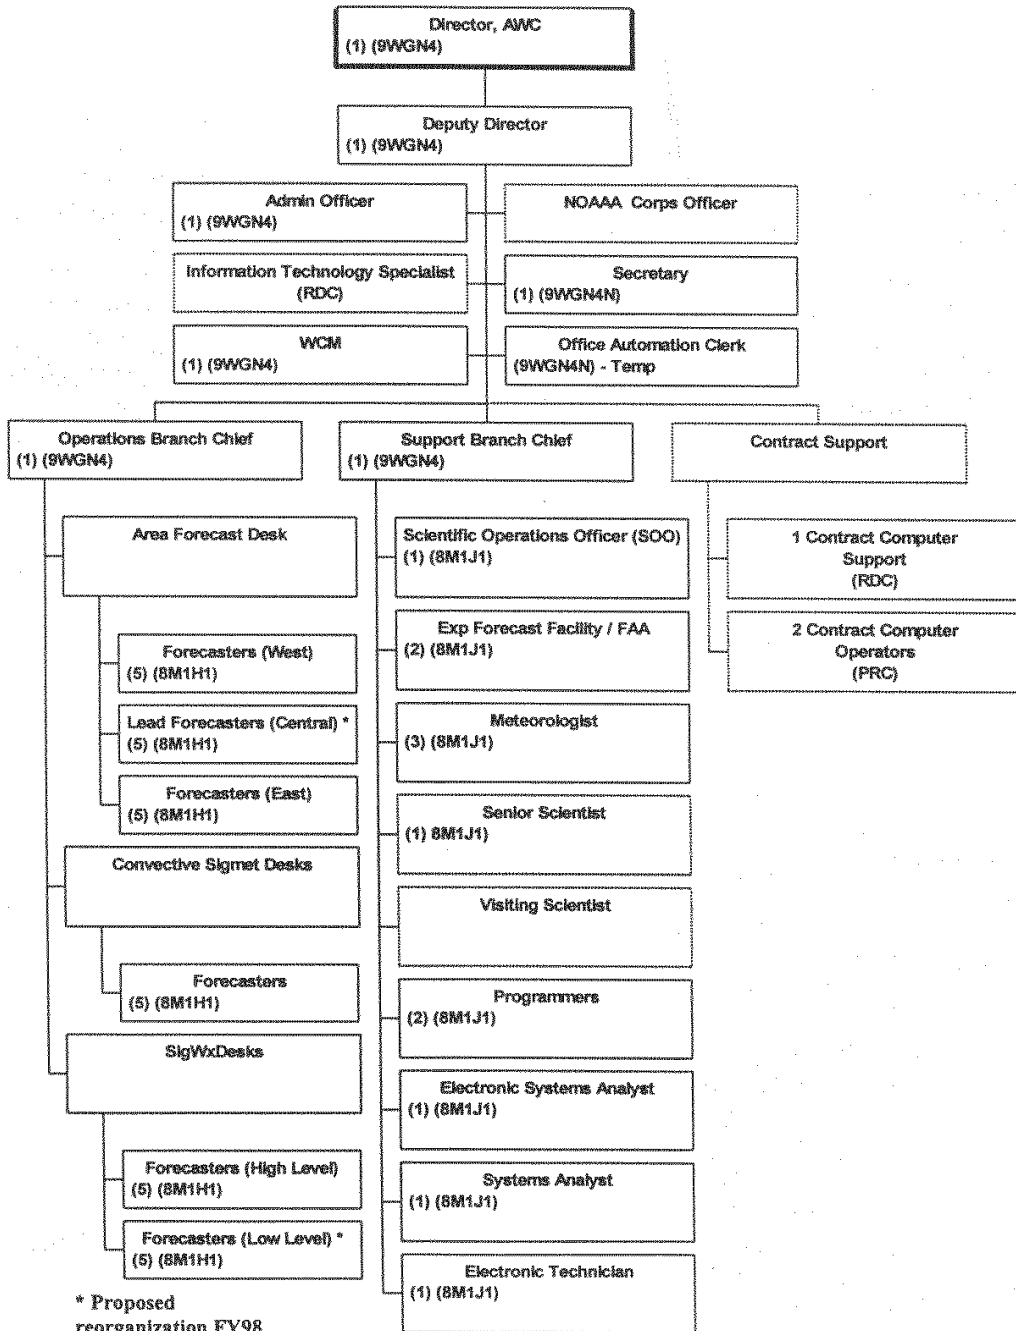 Director, AWC
(1) (9WGN4)
Deputy Director
(1) (9WGN4)
Admin Officer
(1) (9WGN4)
NOAAA Corps Officer
Information Technology Specialist
(RDC)
Secretary
(1) (9WGN4N)
WCM
(1) (9WGN4)
Office Automation Clerk
(9WGN4N) - Temp
Operations Branch Chief
(1) (9WGN4)
Support Branch Chief
(1) (9WGN4)
Contract Support
Area Forecast Desk
Forecasters (West)
(5) (8M1H1)
Lead Forecasters (Central) *
(5) (8M1H1)
Forecasters (East)
(5) (8M1H1)
Convective Sigmet Desks
Forecasters
(5) (8M1H1)
SigWxDesks
Forecasters (High Level)
(5) (8M1H1)
Forecasters (Low Level) *
(5) (8M1H1)
Scientific Operations Officer (SOO)
(1) (8M1J1)
Exp Forecast Facility / FAA
(2) (8M1J1)
Meteorologist
(3) (8M1J1)
Senior Scientist
(1) 8M1J1)
Visiting Scientist
Programmers
(2) (8M1J1)
Electronic Systems Analyst
(1) (8M1J1)
Systems Analyst
(1) (8M1J1)
Electronic Technician
(1) (8M1J1)
1 Contract Computer
Support
(RDC)
2 Contract Computer
Operators
(PRC)
* Proposed
reorganization FY98